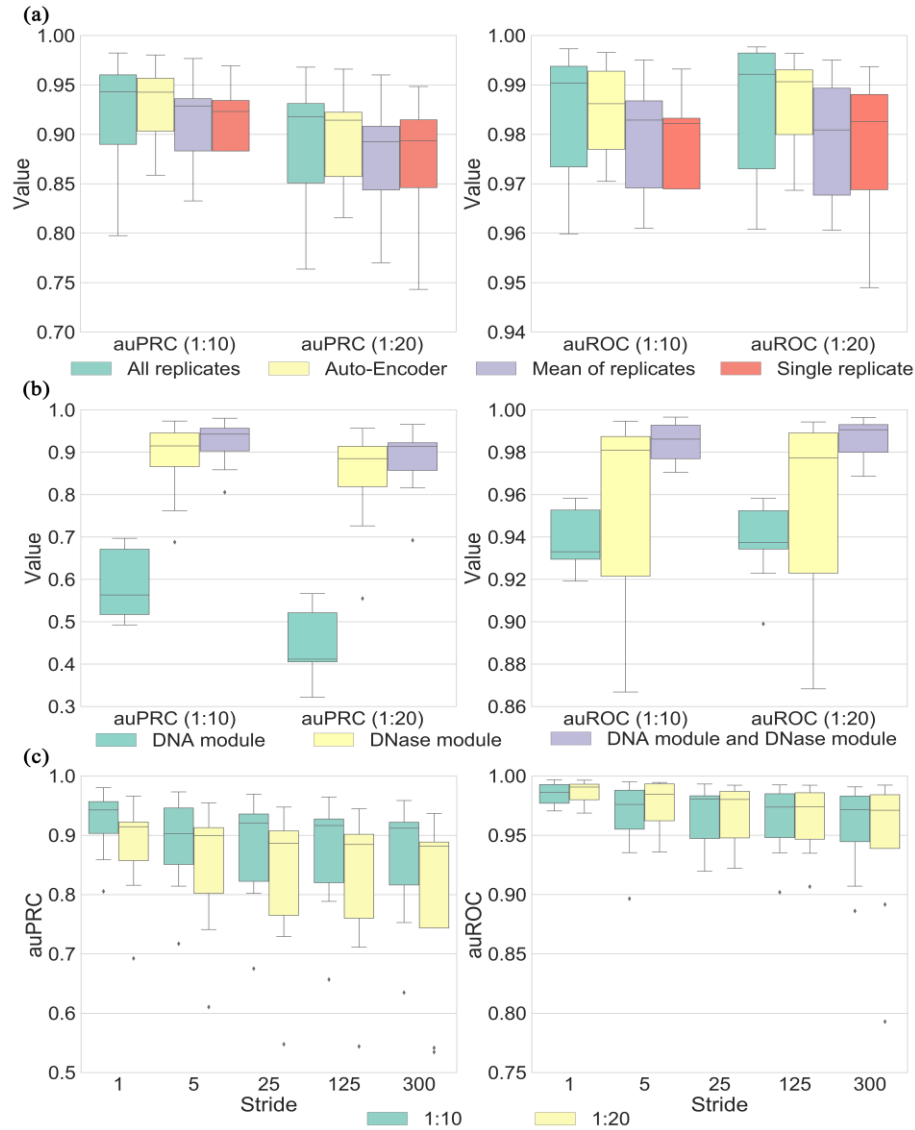 (a)
1.00
0.95
0.90
0.85
0.80
0.75
0.70
Value
auPRC (1:10)
auPRC (1:20)
1.00
0.99
0.98
0.97
0.96
0.95
0.94
Value
auROC (1:10)
auROC (1:20)
All replicates
Auto-Encoder
Mean of replicates
Single replicate
(b)
1.0
0.9
0.8
0.7
0.6
0.5
0.4
0.3
Value
auPRC (1:10)
auPRC (1:20)
1.00
0.98
0.96
0.94
0.92
0.90
0.88
0.86
Value
auROC (1:10)
auROC (1:20)
DNA module
DNase module
DNA module and DNase module
(c)
1.0
0.9
0.8
0.7
0.6
0.5
auPRC
1 5 25 125 300
Stride
1.00
0.95
0.90
0.85
0.80
0.75
auROC
1 5 25 125 300
Stride
1:10
1:20